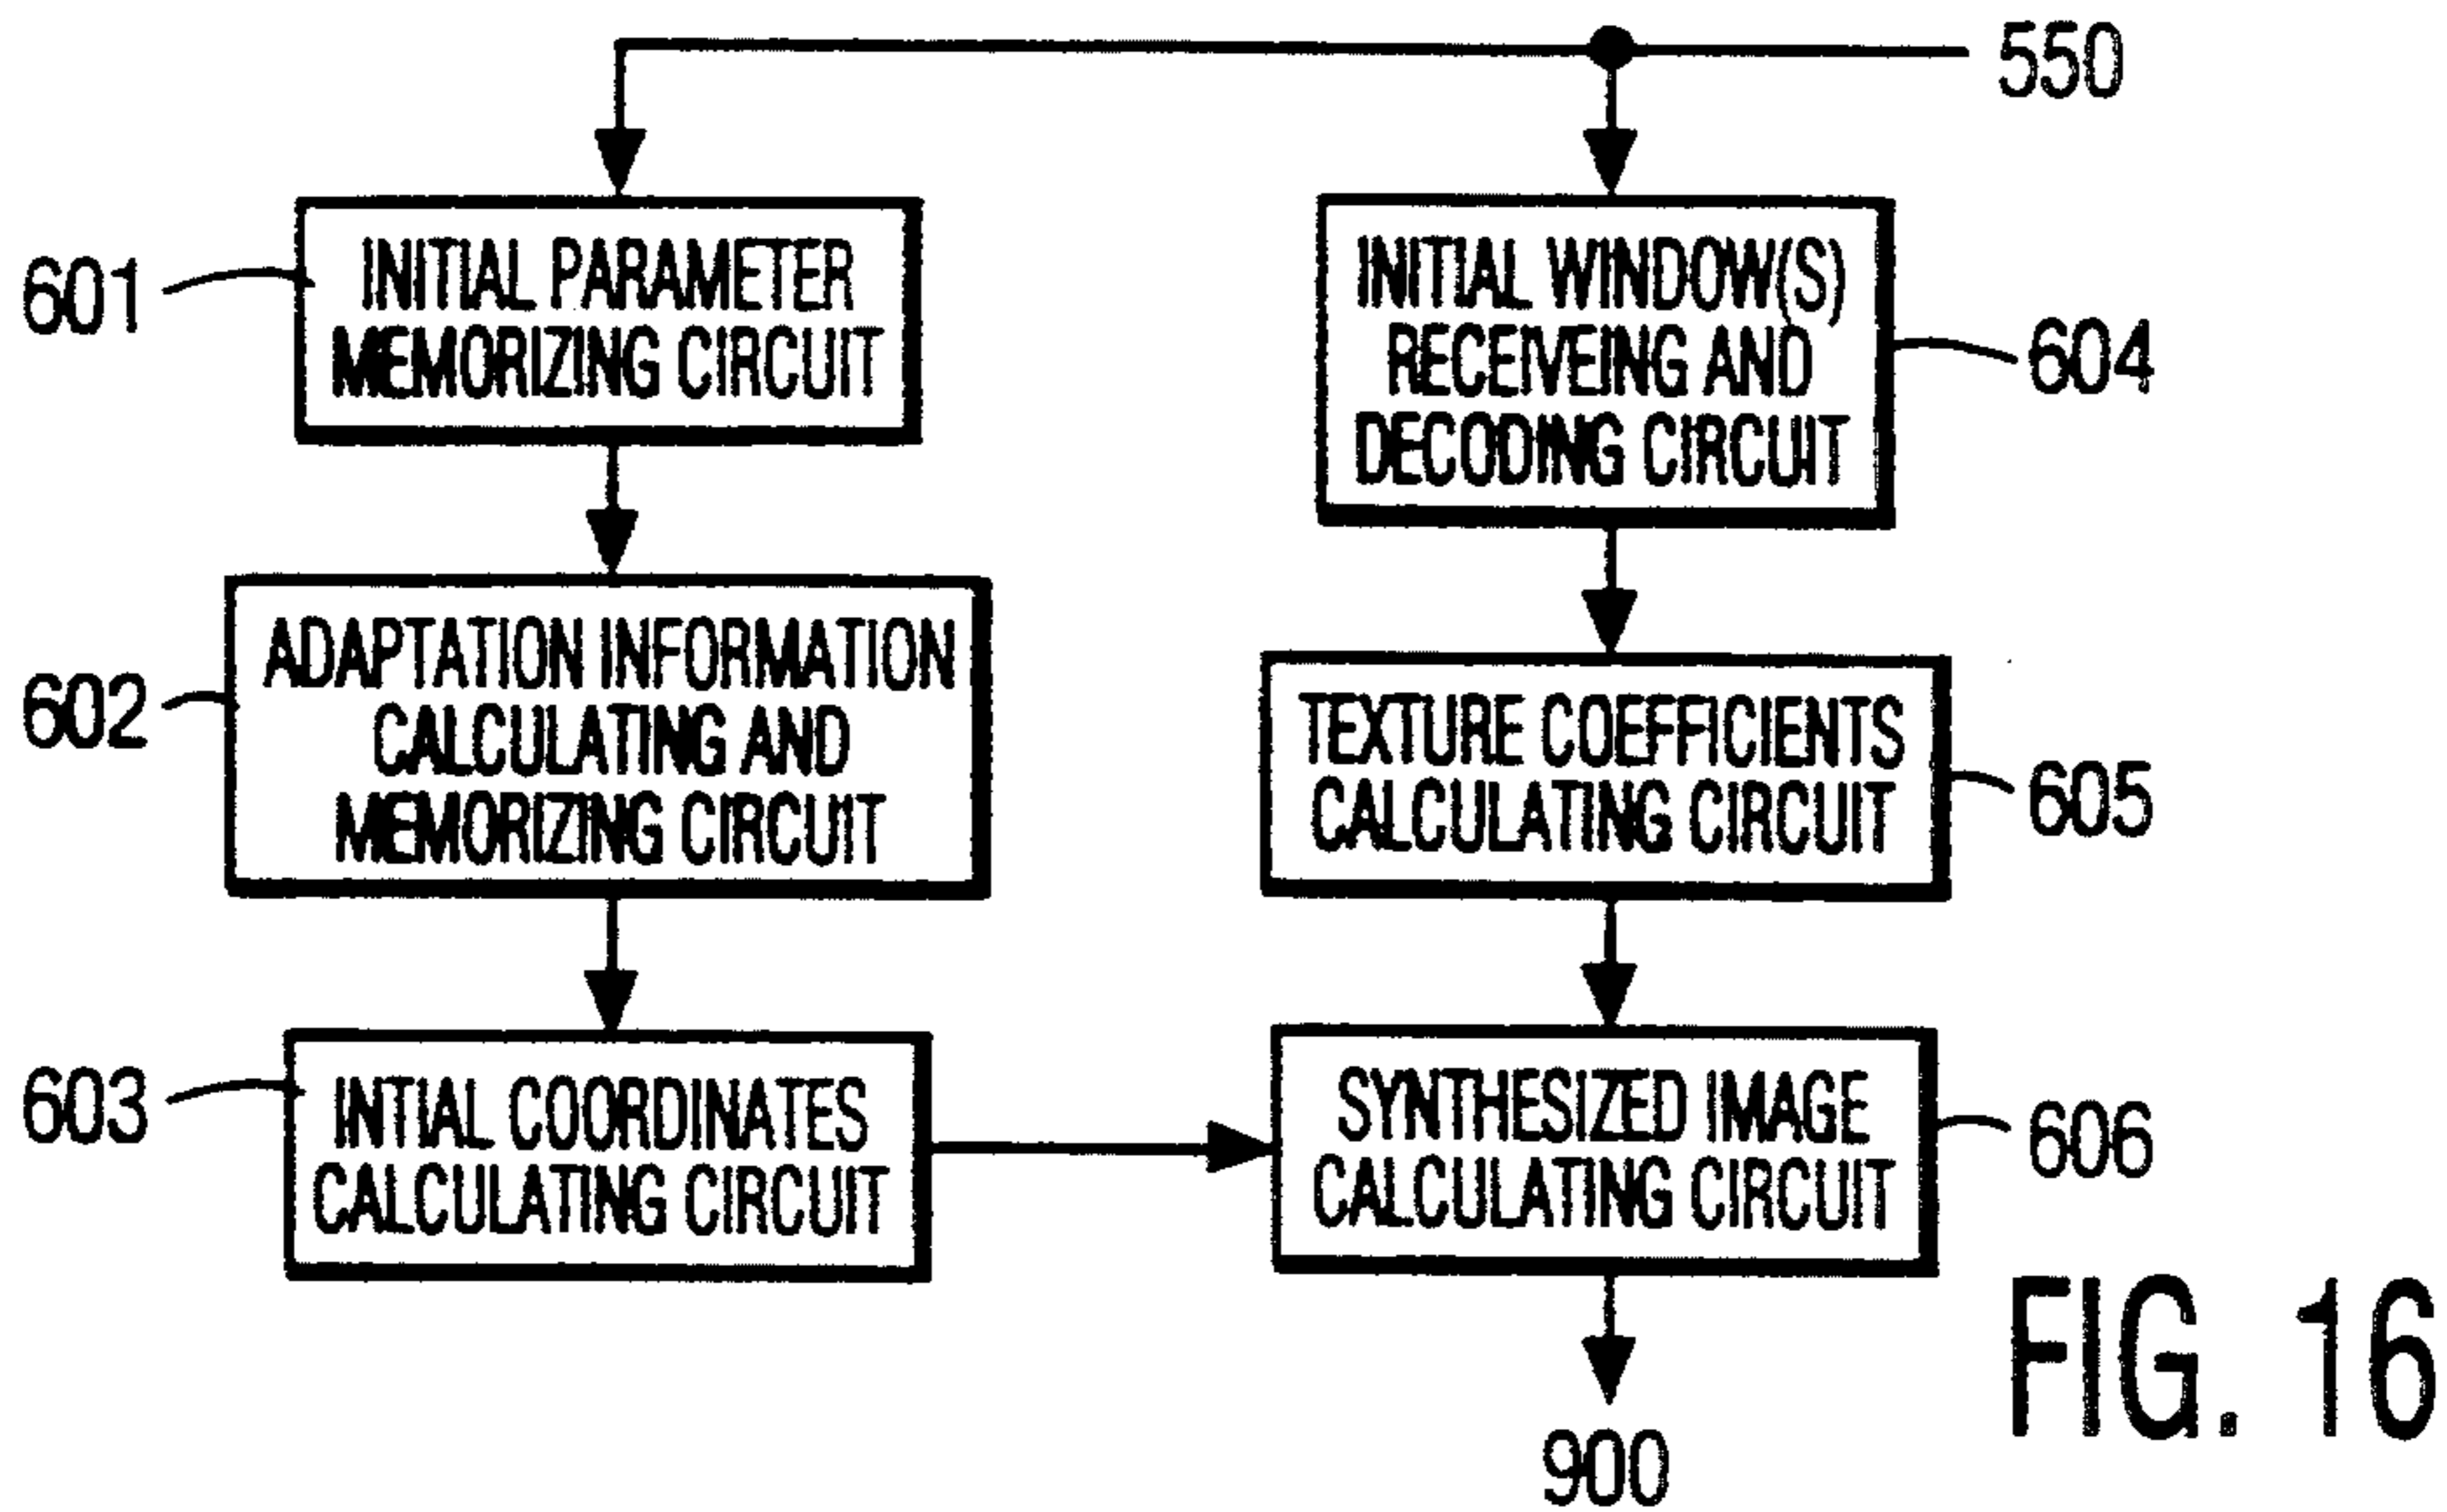 550
601
INITIAL PARAMETER
MEMORIZING CIRCUIT
INITIAL WINDOW(S)
RECEIVEING AND
DECODING CIRCUIT
604
602
ADAPTATION INFORMATION
CALCULATING AND
MEMORIZING CIRCUIT
TEXTURE COEFFICIENTS
CALCULATING CIRCUIT
605
603
INTIAL COORDINATES
CALCULATING CIRCUIT
SYNTHESIZED IMAGE
CALCULATING CIRCUIT
606
900
FIG. 16